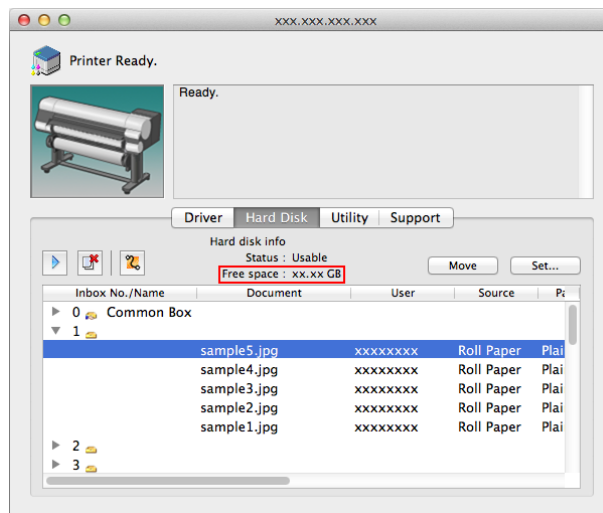 xxx.xxx.xxx.xxx
Printer Ready.
Ready.
Driver Hard Disk Utility Support
Hard disk info
Status : Usable
Free space : xx.xx GB
Move Set...
Inbox No./Name Document User Source Pa
0 Common Box
1
sample5.jpg xxxxxxxx Roll Paper Plai
sample4.jpg xxxxxxxx Roll Paper Plai
sample3.jpg xxxxxxxx Roll Paper Plai
sample2.jpg xxxxxxxx Roll Paper Plai
sample1.jpg xxxxxxxx Roll Paper Plai
2
3